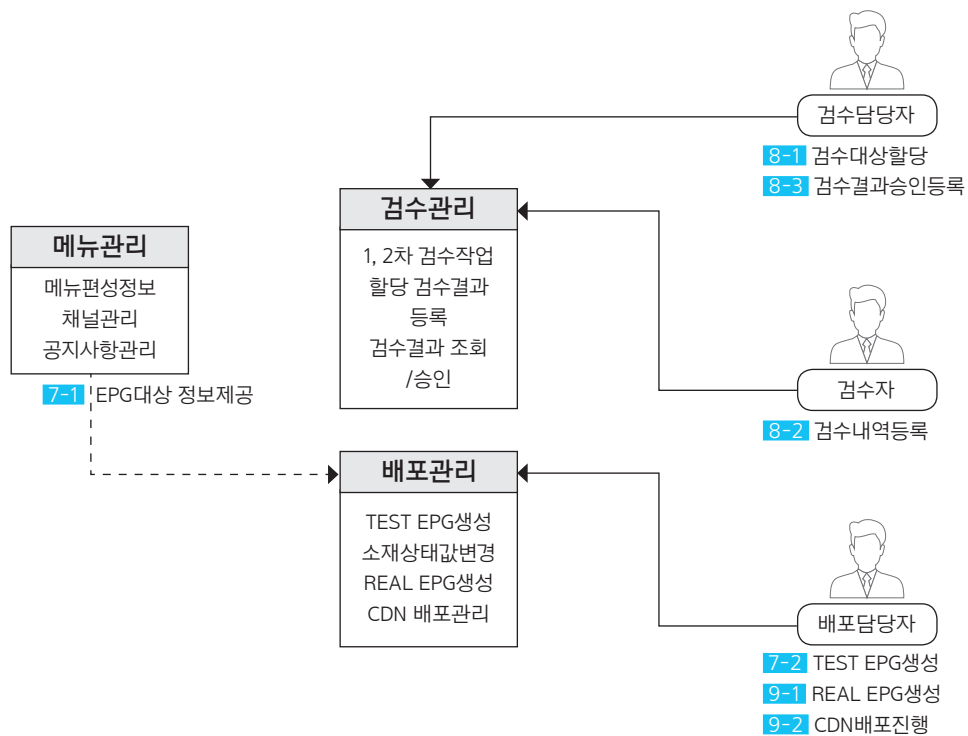 검수담당자
8-1 검수대상할당
8-3 검수결과승인등록
검수관리
1, 2차 검수작업
할당 검수결과
등록
검수결과 조회
/승인
메뉴관리
메뉴편성정보
채널관리
공지사항관리
7-1 EPG대상 정보제공
검수자
8-2 검수내역등록
배포관리
TEST EPG생성
소재상태값변경
REAL EPG생성
CDN 배포관리
배포담당자
7-2 TEST EPG생성
9-1 REAL EPG생성
9-2 CDN배포진행